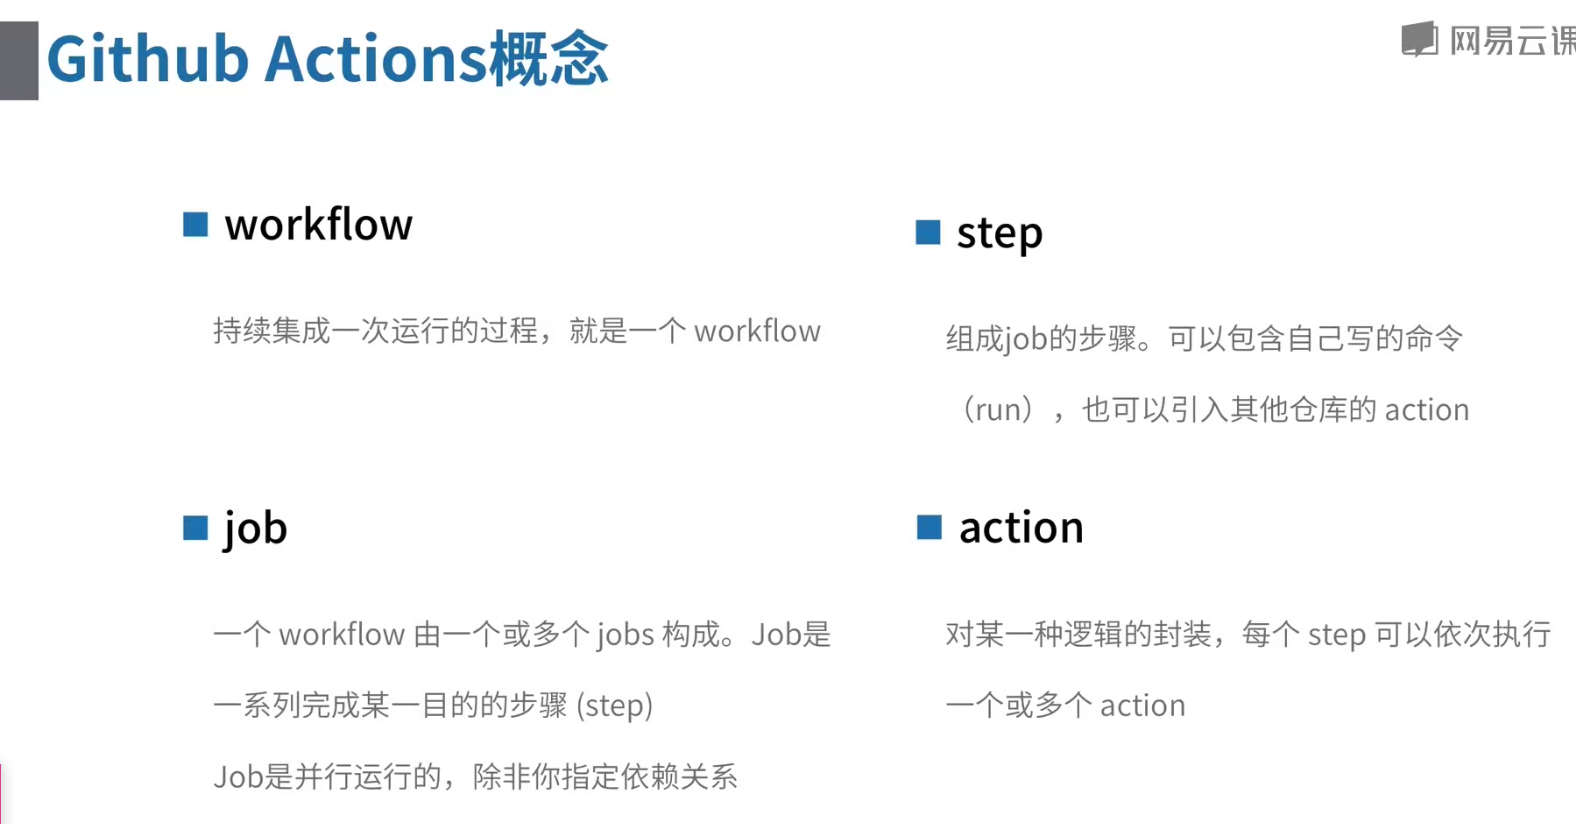 Github Actions概念
网易云课
workflow
持续集成一次运行的过程，就是一个 workflow
job
一个 workflow 由一个或多个 jobs 构成。Job是
一系列完成某一目的的步骤 (step)
Job是并行运行的，除非你指定依赖关系
step
组成job的步骤。可以包含自己写的命令
（run），也可以引入其他仓库的 action
action
对某一种逻辑的封装，每个 step 可以依次执行
一个或多个 action